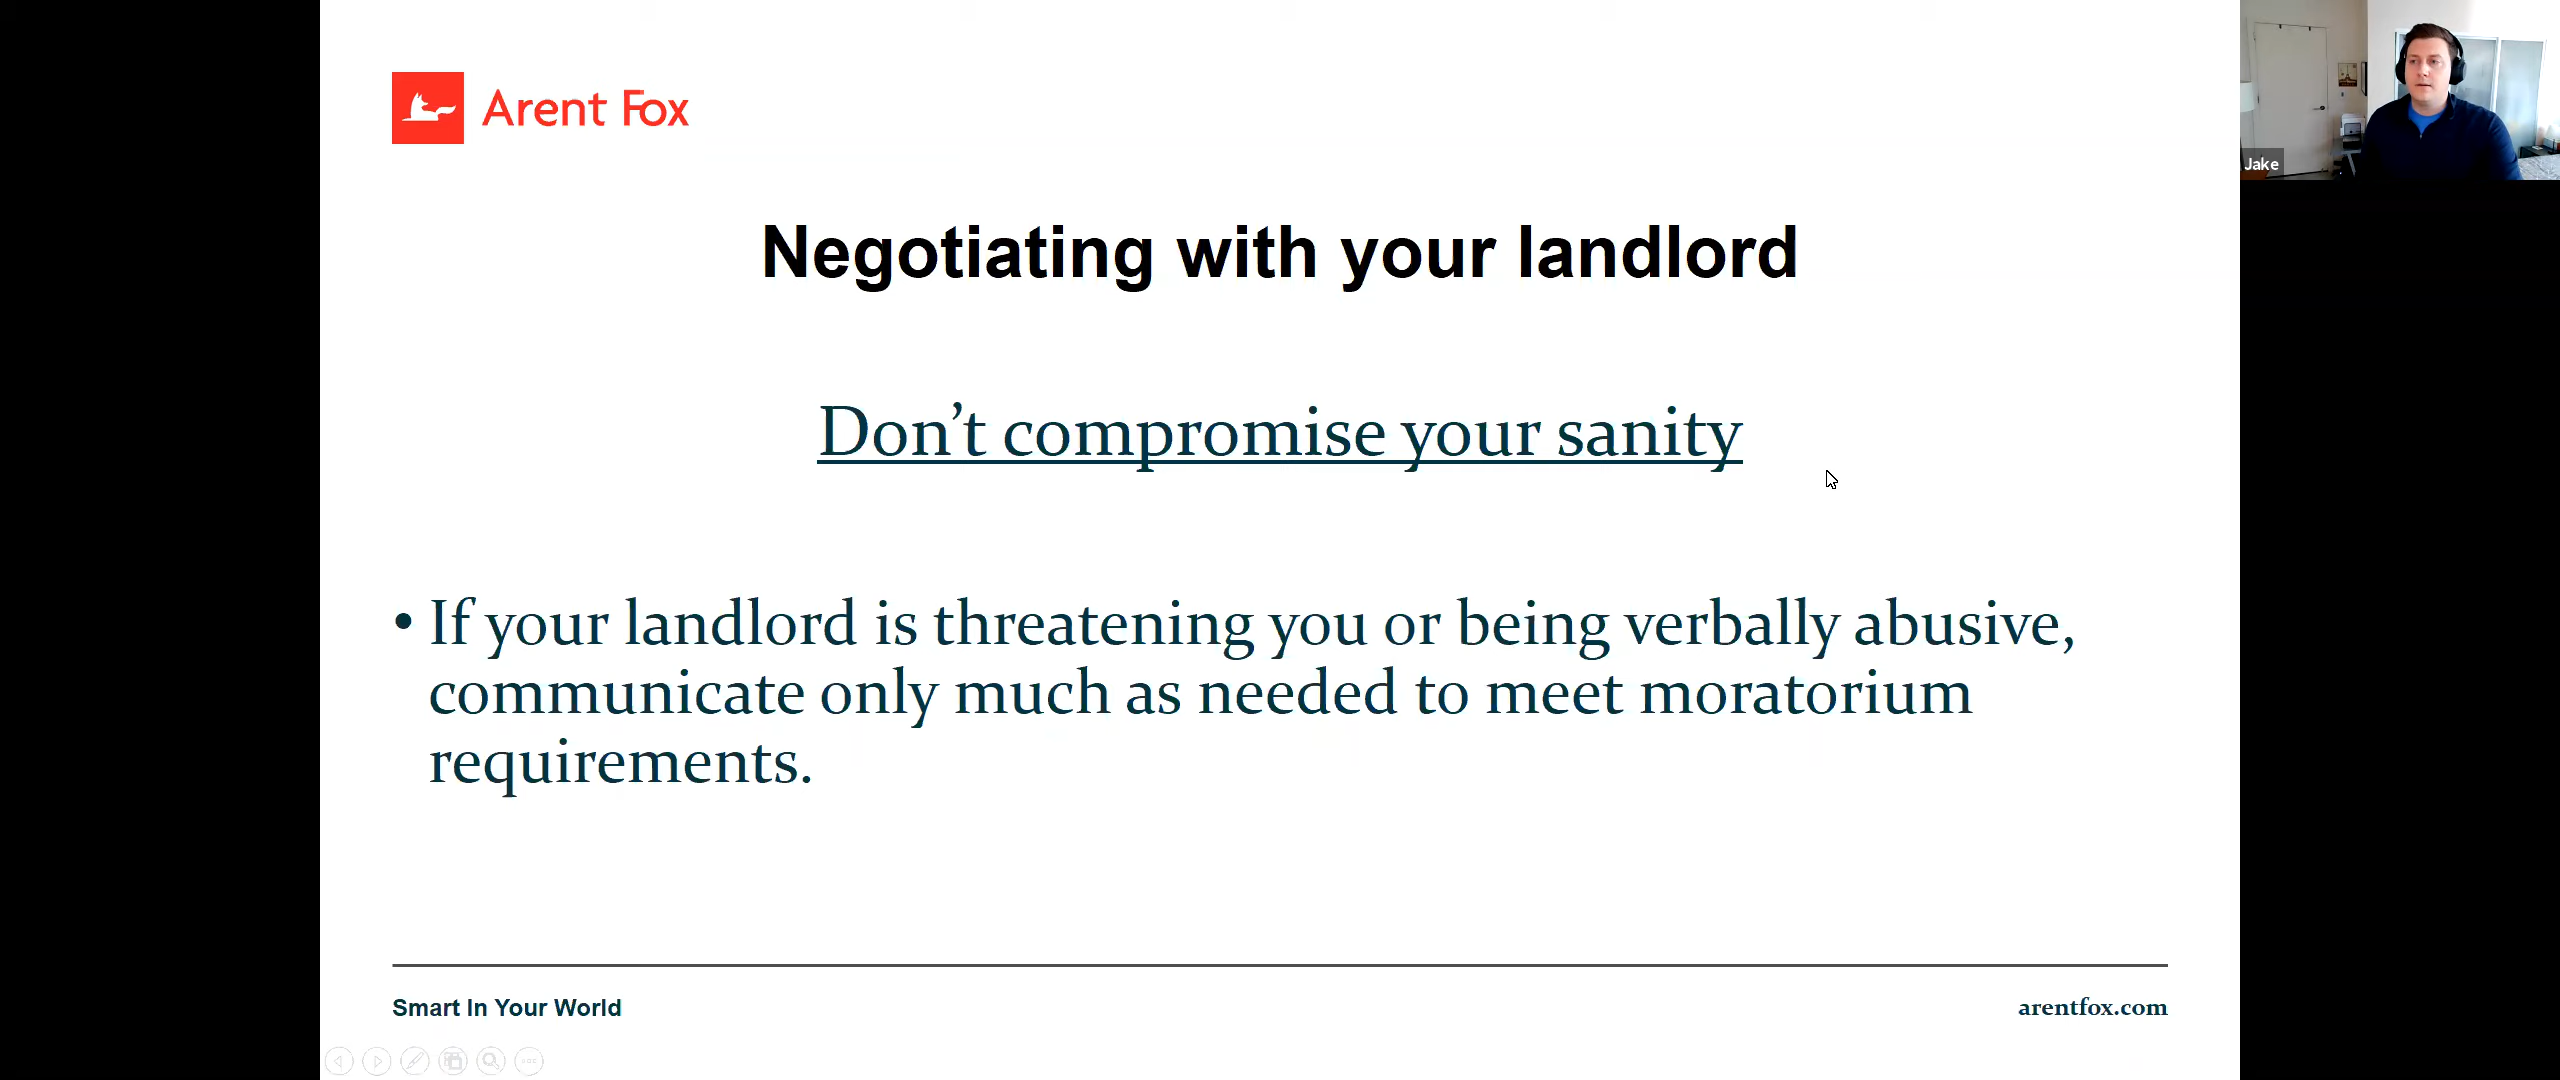 Arent Fox
Jake
Negotiating with your landlord
Don’t compromise your sanity
• If your landlord is threatening you or being verbally abusive,
communicate only much as needed to meet moratorium
requirements.
Smart In Your World
arentfox.com